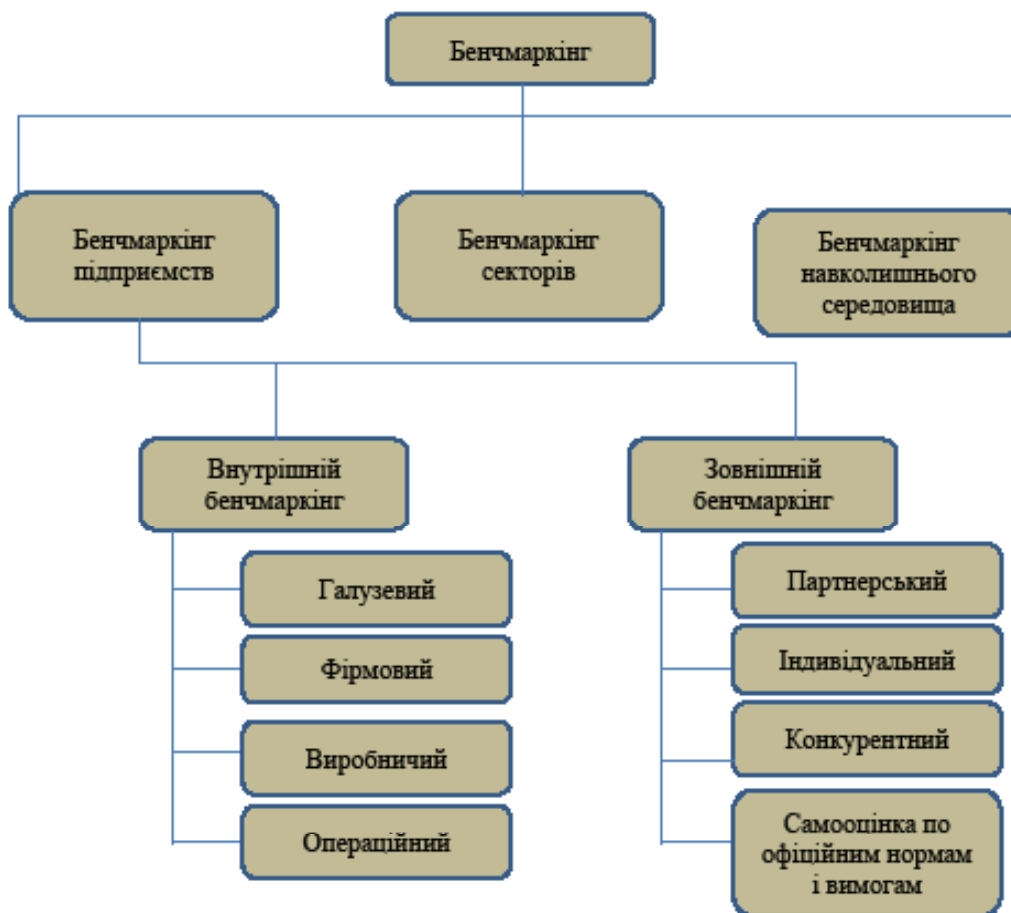 Бенчмаркінг
Бенчмаркінг
підприємств
Бенчмаркінг
секторів
Бенчмаркінг
навколишнього
середовища
Внутрішній
бенчмаркінг
Зовнішній
бенчмаркінг
Галузевий
Фірмовий
Виробничий
Операційний
Партнерський
Індивідуальний
Конкурентний
Самооцінка по
офіційним нормам
і вимогам